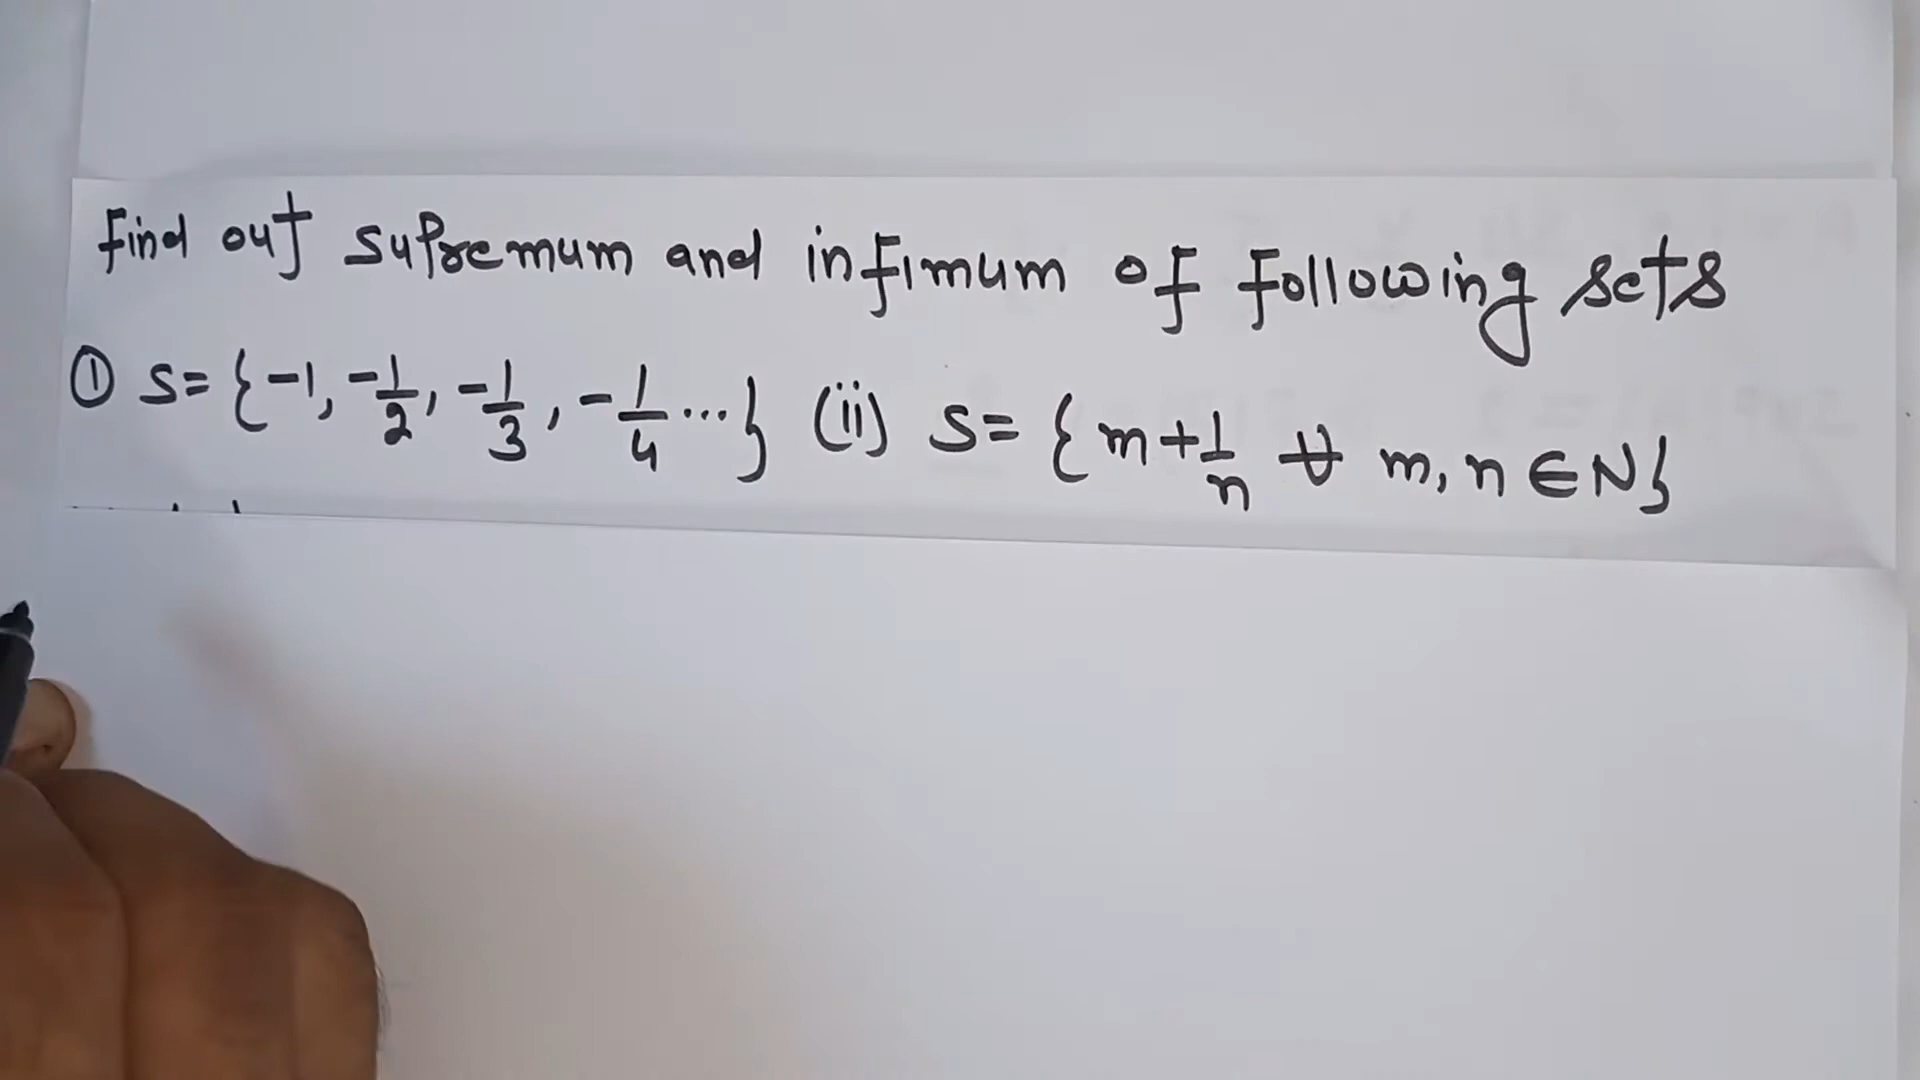 Find out supremum and infimum of following sets
① S= {-1, -1/2, -1/3, -1/4 ...} (ii) S= {m+1/n ∀ m, n ∈ N}